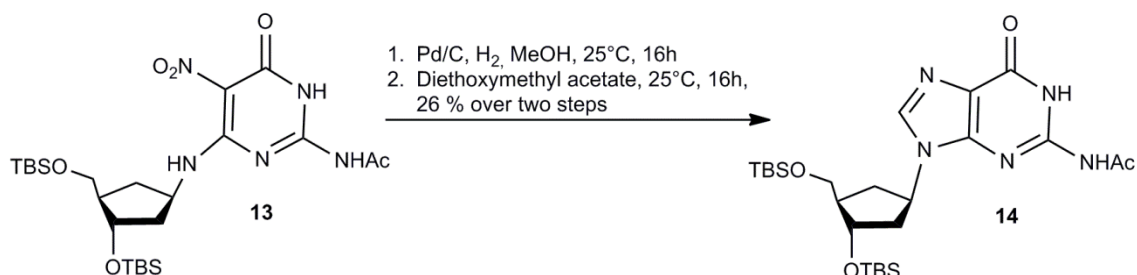 O
O₂N
NH
HN
N
NHAc
TBSO
OTBS
13
1. Pd/C, H₂, MeOH, 25°C, 16h
2. Diethoxymethyl acetate, 25°C, 16h,
26 % over two steps
O
N
NH
N
N
NHAc
TBSO
OTBS
14